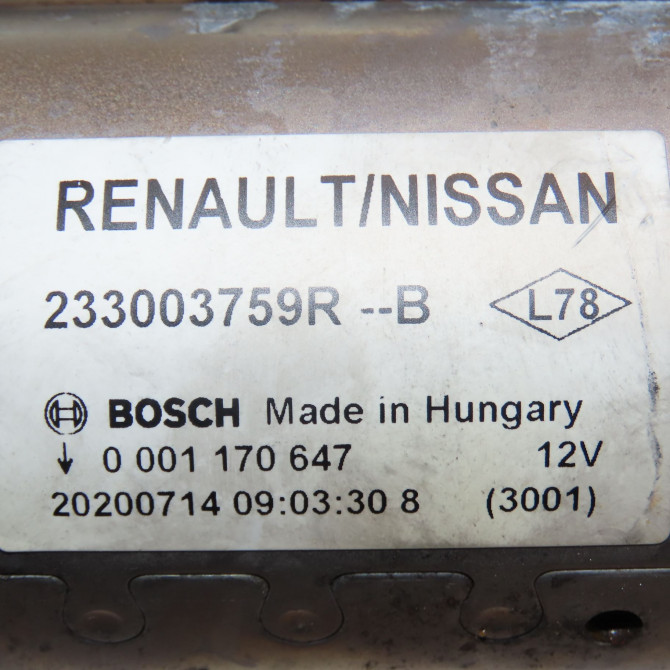 RENAULT/NISSAN
233003759R --B L78
BOSCH Made in Hungary
↓ 0 001 170 647 12V
20200714 09:03:30 8 (3001)